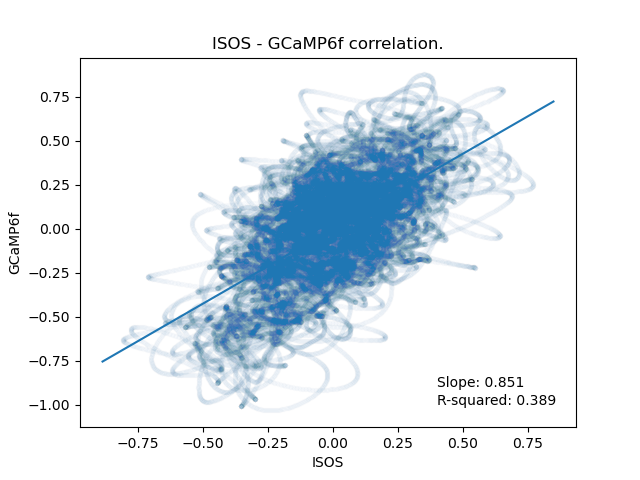 ISOS - GCaMP6f correlation.
GCaMP6f
0.75
0.50
0.25
0.00
−0.25
−0.50
−0.75
−1.00
Slope: 0.851
R-squared: 0.389
−0.75 −0.50 −0.25 0.00 0.25 0.50 0.75
ISOS